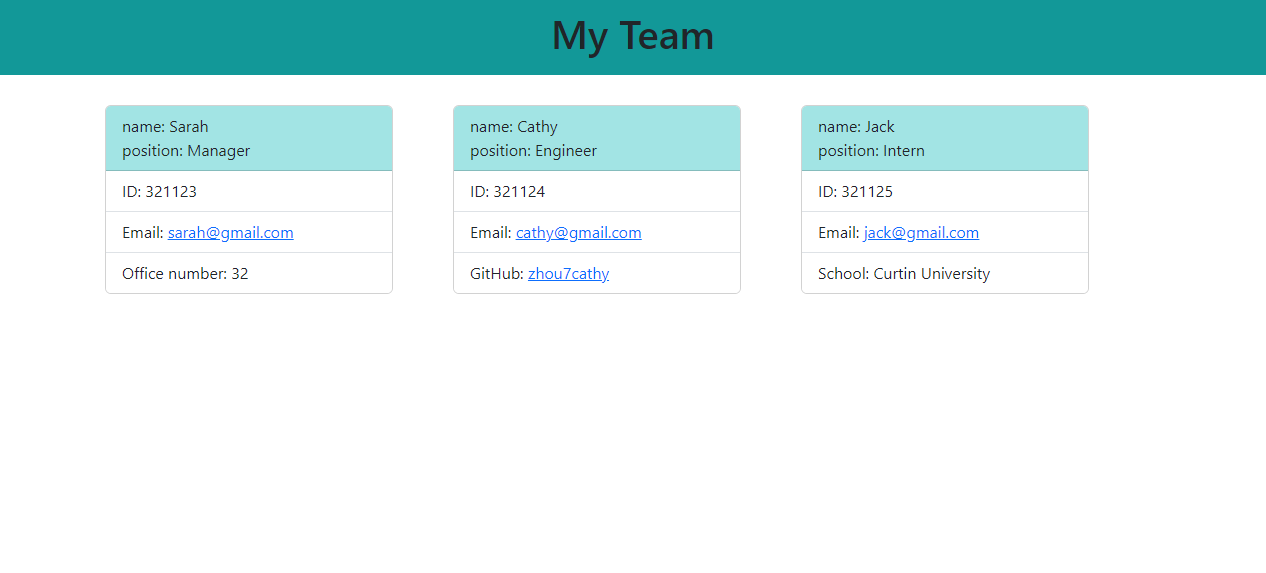 My Team
name: Sarah
position: Manager
ID: 321123
Email: sarah@gmail.com
Office number: 32
name: Cathy
position: Engineer
ID: 321124
Email: cathy@gmail.com
GitHub: zhou7cathy
name: Jack
position: Intern
ID: 321125
Email: jack@gmail.com
School: Curtin University